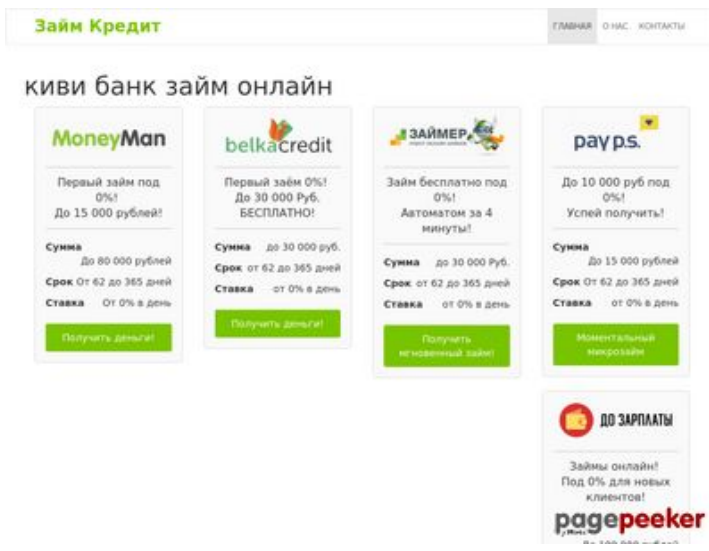 Займ Кредит
ГЛАВНАЯ О НАС КОНТАКТЫ
киви банк займ онлайн
MoneyMan
Первый займ под
0%!
До 15 000 рублей!
Сумма
До 80 000 рублей
Срок От 62 до 365 дней
Ставка От 0% в день
Получить деньги!
belkacredit
Первый заём 0%!
До 30 000 Руб.
БЕСПЛАТНО!
Сумма до 30 000 руб.
Срок от 62 до 365 дней
Ставка от 0% в день
Получить деньги!
ЗАЙМЕР
Займ бесплатно под
0%!
Автоматом за 4
минуты!
Сумма до 30 000 Руб.
Срок от 62 до 365 дней
Ставка от 0% в день
Получить
мгновенный займ!
pay p.s.
До 10 000 руб под
0%!
Успей получить!
Сумма
До 15 000 рублей
Срок От 62 до 365 дней
Ставка от 0% в день
Моментальный
микрозайм
ДО ЗАРПЛАТЫ
Займы онлайн!
Под 0% для новых
клиентов!
pagepeeker
До 100 000 рублей